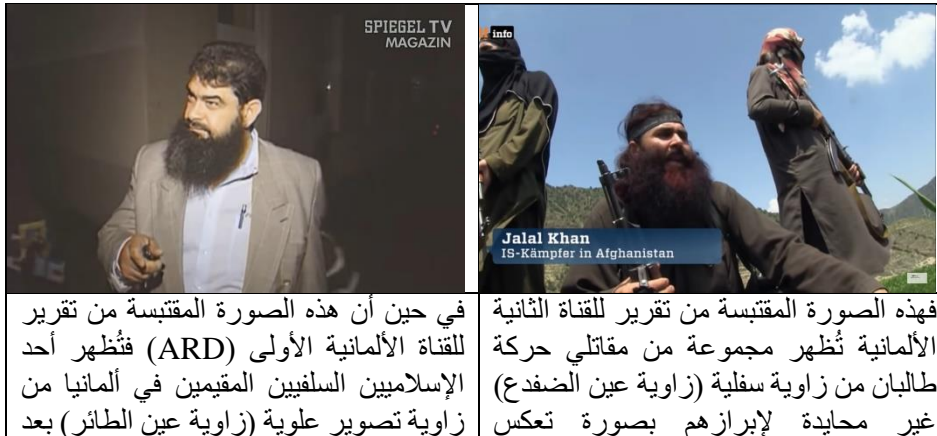 SPIEGEL TV
MAGAZIN
info
Jalal Khan
IS-Kämpfer in Afghanistan
فهذه الصورة المقتبسة من تقرير للقناة الثانية
الألمانية تُظهر مجموعة من مقاتلي حركة
طالبان من زاوية سفلية (زاوية عين الضفدع)
غير محايدة لإبرازهم بصورة تعكس
في حين أن هذه الصورة المقتبسة من تقرير
للقناة الألمانية الأولى (ARD) فتُظهر أحد
الإسلاميين السلفيين المقيمين في ألمانيا من
زاوية تصوير علوية (زاوية عين الطائر) بعد